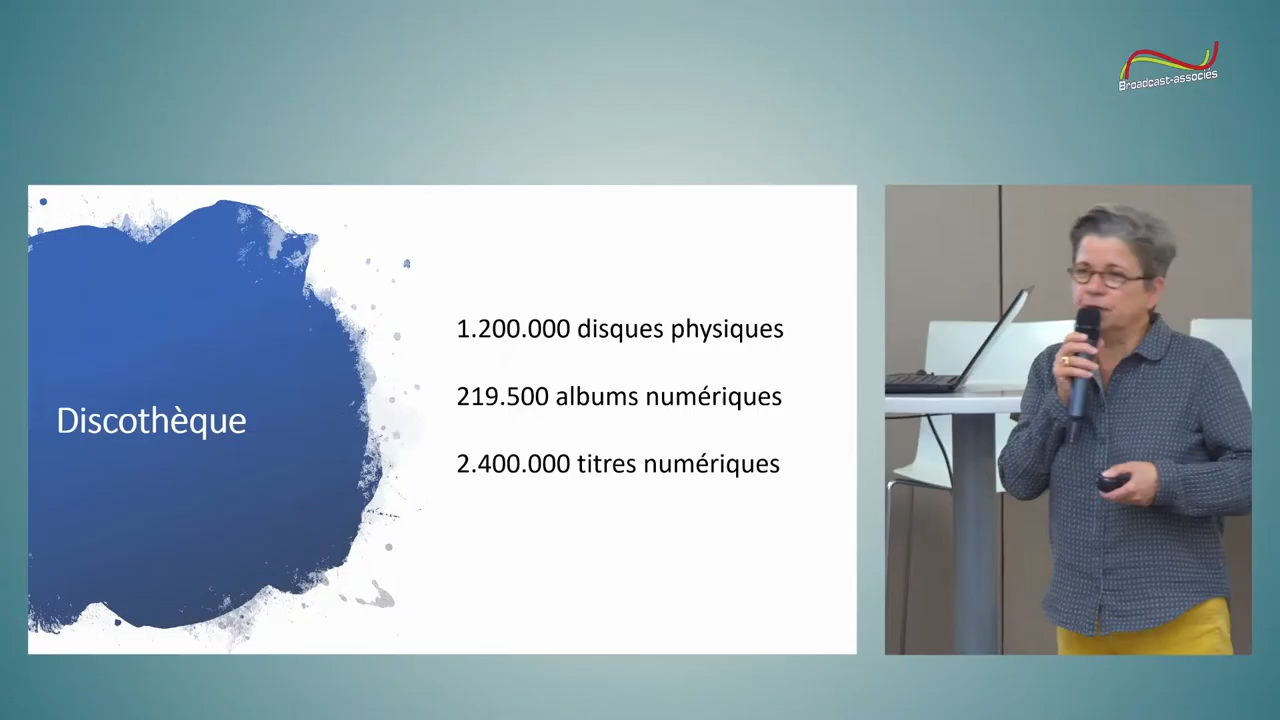 Broadcast-associés
Discothèque
1.200.000 disques physiques
219.500 albums numériques
2.400.000 titres numériques